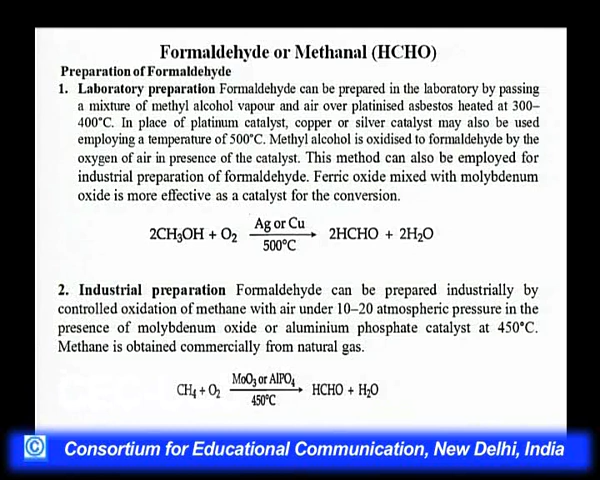 Formaldehyde or Methanal (HCHO)
Preparation of Formaldehyde
1. Laboratory preparation Formaldehyde can be prepared in the laboratory by passing
a mixture of methyl alcohol vapour and air over platinised asbestos heated at 300–
400°C. In place of platinum catalyst, copper or silver catalyst may also be used
employing a temperature of 500°C. Methyl alcohol is oxidised to formaldehyde by the
oxygen of air in presence of the catalyst. This method can also be employed for
industrial preparation of formaldehyde. Ferric oxide mixed with molybdenum
oxide is more effective as a catalyst for the conversion.
2CH₃OH + O₂ Ag or Cu 500°C → 2HCHO + 2H₂O
2. Industrial preparation Formaldehyde can be prepared industrially by
controlled oxidation of methane with air under 10–20 atmospheric pressure in the
presence of molybdenum oxide or aluminium phosphate catalyst at 450°C.
Methane is obtained commercially from natural gas.
CH₄ + O₂ MoO₃ or AlPO₄ 450°C → HCHO + H₂O
© Consortium for Educational Communication, New Delhi, India